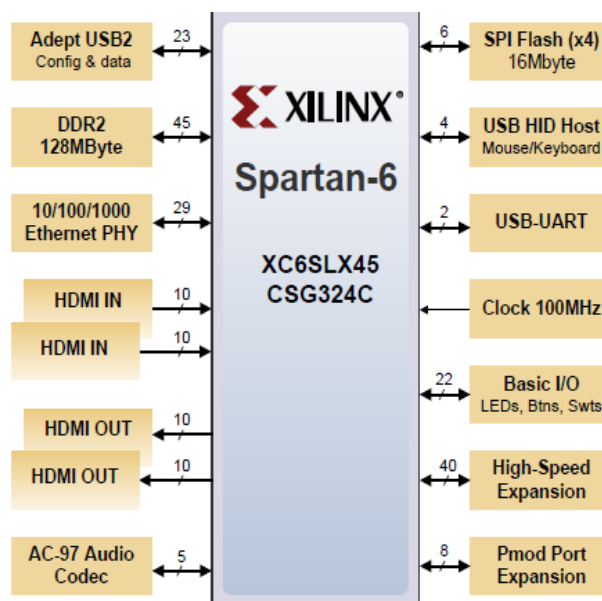 Adept USB2
Config & data
23
DDR2
128MByte
45
10/100/1000
Ethernet PHY
29
HDMI IN
10
HDMI IN
10
HDMI OUT
10
HDMI OUT
10
AC-97 Audio
Codec
5
XILINX®
Spartan-6
XC6SLX45
CSG324C
6
SPI Flash (x4)
16Mbyte
4
USB HID Host
Mouse/Keyboard
2
USB-UART
Clock 100MHz
22
Basic I/O
LEDs, Btns, Swts
40
High-Speed
Expansion
8
Pmod Port
Expansion